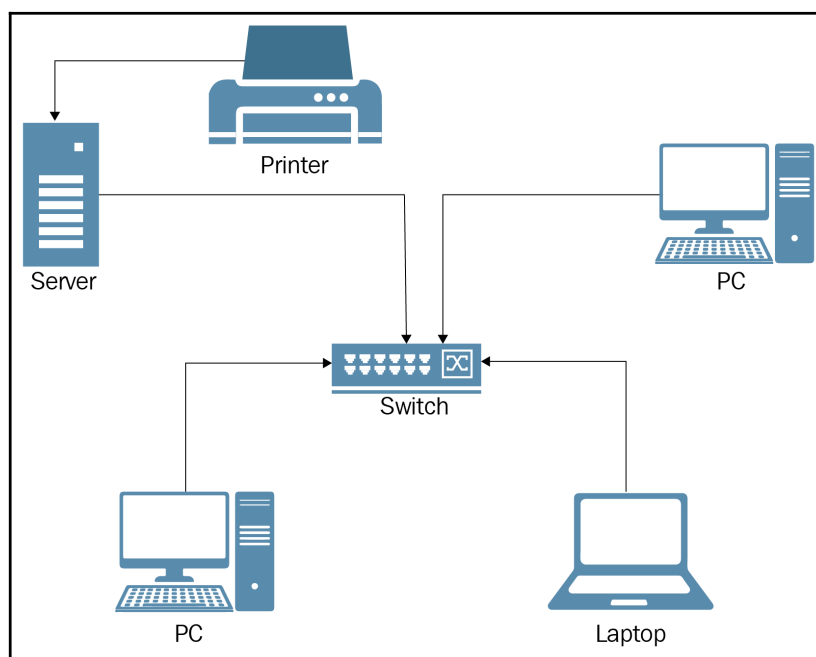 Printer
Server
PC
Switch
PC
Laptop